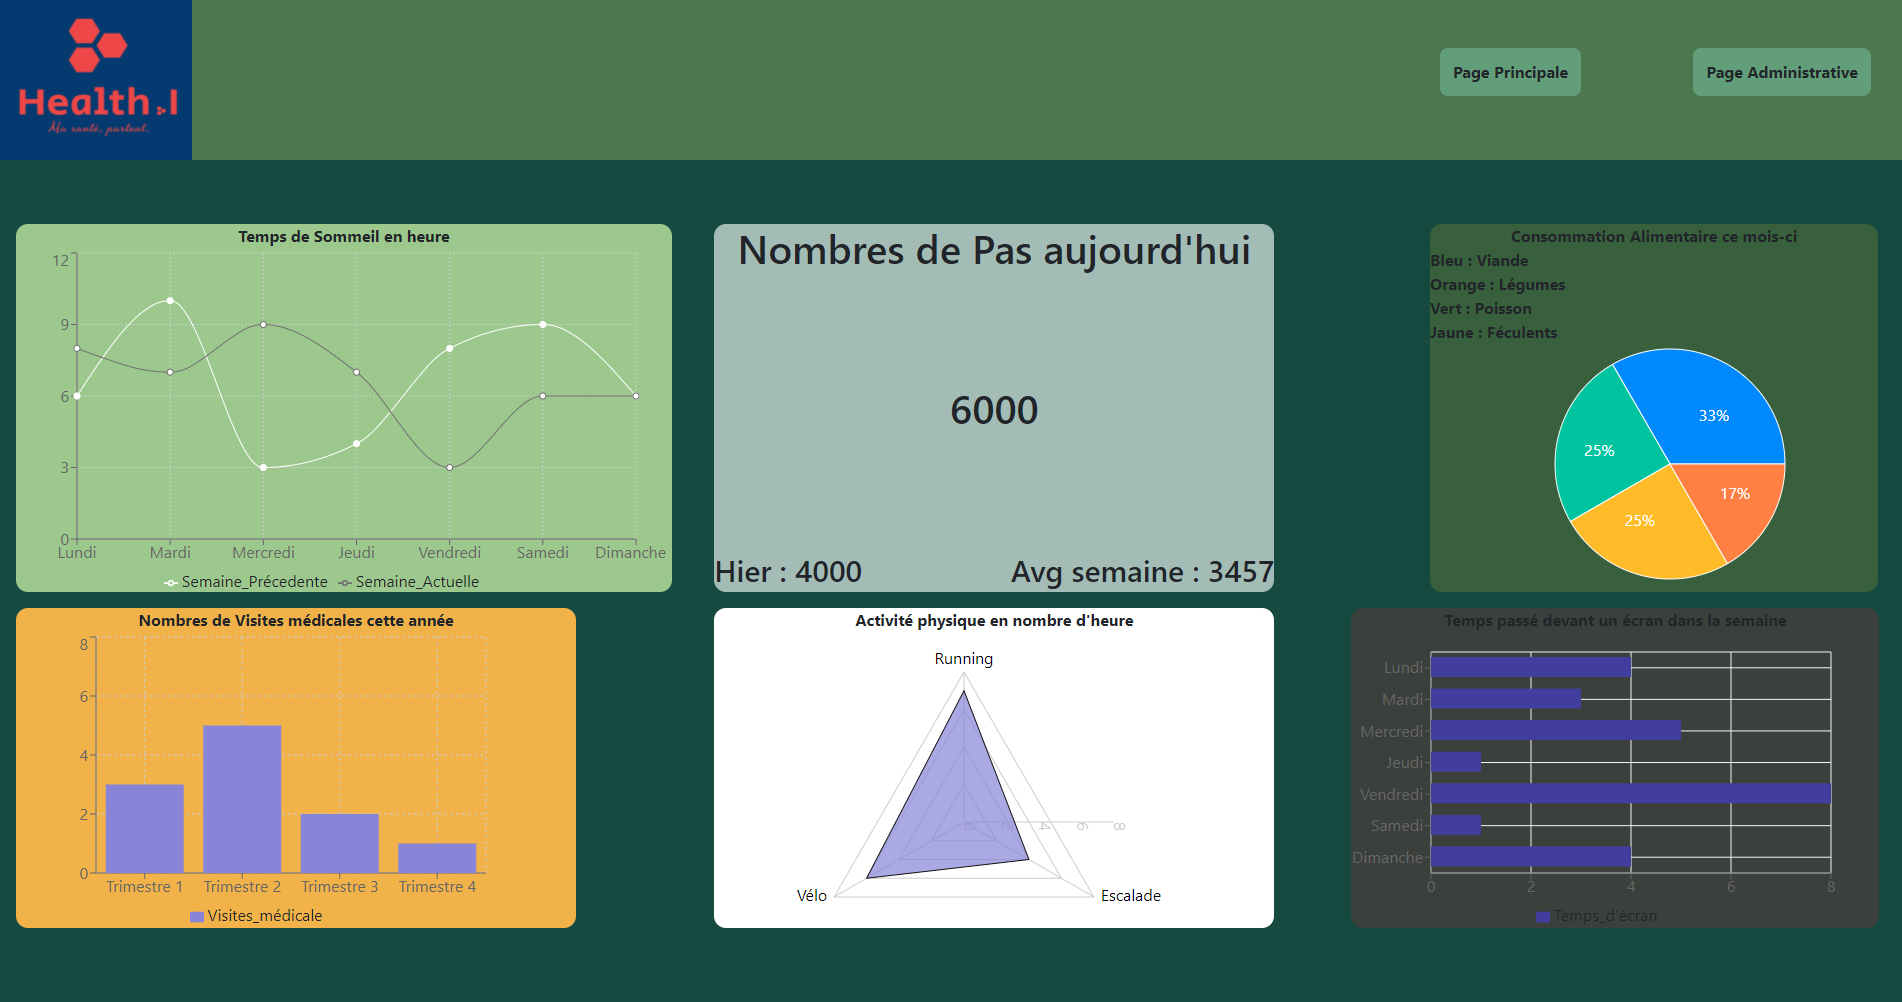 Health.I
Ma santé, partout.
Page Principale
Page Administrative
Temps de Sommeil en heure
12
9
6
3
0
Lundi Mardi Mercredi Jeudi Vendredi Samedi Dimanche
Semaine_Précedente Semaine_Actuelle
Nombres de Pas aujourd'hui
6000
Hier : 4000 Avg semaine : 3457
Consommation Alimentaire ce mois-ci
Bleu : Viande
Orange : Légumes
Vert : Poisson
Jaune : Féculents
33%
25%
17%
25%
Nombres de Visites médicales cette année
8
6
4
2
0
Trimestre 1 Trimestre 2 Trimestre 3 Trimestre 4
Visites_médicale
Activité physique en nombre d'heure
Running
0 2 4 6 8
Vélo Escalade
Temps passé devant un écran dans la semaine
Lundi
Mardi
Mercredi
Jeudi
Vendredi
Samedi
Dimanche
0 2 4 6 8
Temps_d'écran